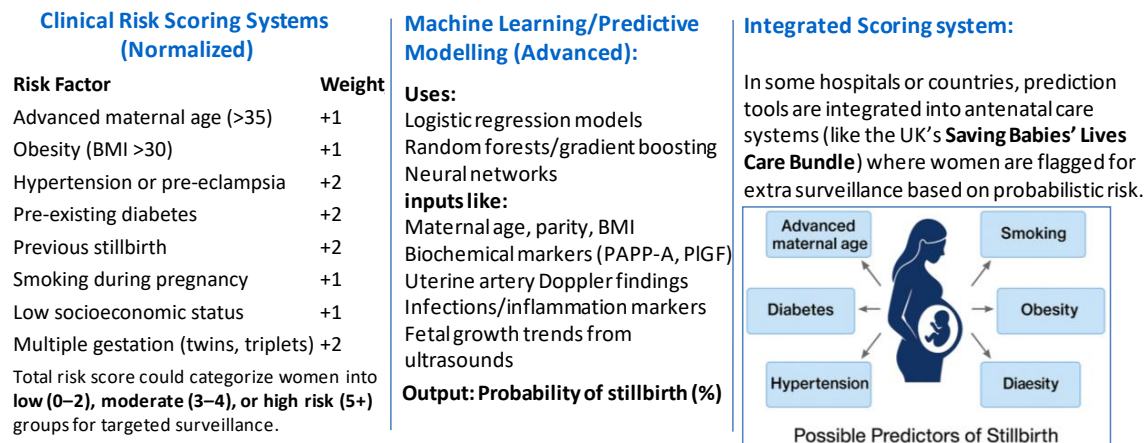 Clinical Risk Scoring Systems
(Normalized)
Risk Factor Weight
Advanced maternal age (>35) +1
Obesity (BMI >30) +1
Hypertension or pre-eclampsia +2
Pre-existing diabetes +2
Previous stillbirth +2
Smoking during pregnancy +1
Low socioeconomic status +1
Multiple gestation (twins, triplets) +2
Total risk score could categorize women into
low (0–2), moderate (3–4), or high risk (5+)
groups for targeted surveillance.
Machine Learning/Predictive
Modelling (Advanced):
Uses:
Logistic regression models
Random forests/gradient boosting
Neural networks
inputs like:
Maternal age, parity, BMI
Biochemical markers (PAPP-A, PlGF)
Uterine artery Doppler findings
Infections/inflammation markers
Fetal growth trends from
ultrasounds
Output: Probability of stillbirth (%)
Integrated Scoring system:
In some hospitals or countries, prediction
tools are integrated into antenatal care
systems (like the UK's Saving Babies' Lives
Care Bundle) where women are flagged for
extra surveillance based on probabilistic risk.
Advanced
maternal age
Smoking
Diabetes
Obesity
Hypertension
Diaesity
Possible Predictors of Stillbirth